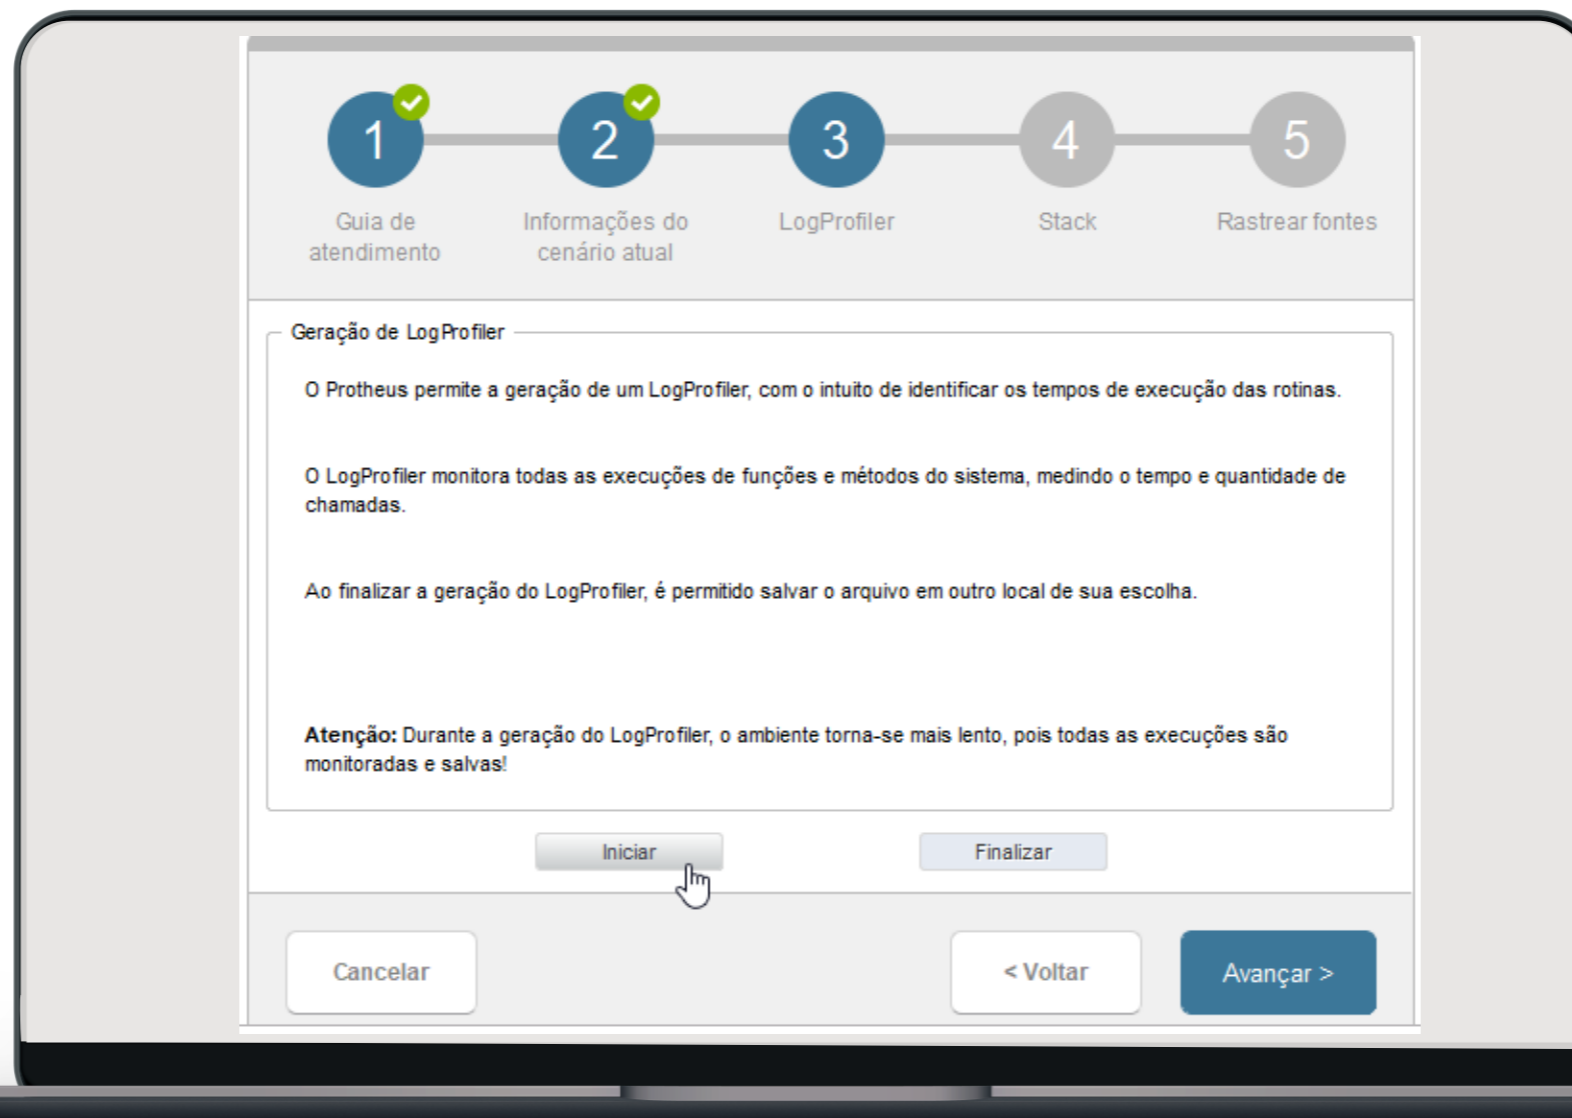 1
2
3
4
5
Guia de
atendimento
Informações do
cenário atual
LogProfiler
Stack
Rastrear fontes
Geração de LogProfiler
O Protheus permite a geração de um LogProfiler, com o intuito de identificar os tempos de execução das rotinas.
O LogProfiler monitora todas as execuções de funções e métodos do sistema, medindo o tempo e quantidade de
chamadas.
Ao finalizar a geração do LogProfiler, é permitido salvar o arquivo em outro local de sua escolha.
Atenção: Durante a geração do LogProfiler, o ambiente torna-se mais lento, pois todas as execuções são
monitoradas e salvas!
Iniciar
Finalizar
Cancelar
< Voltar
Avançar >